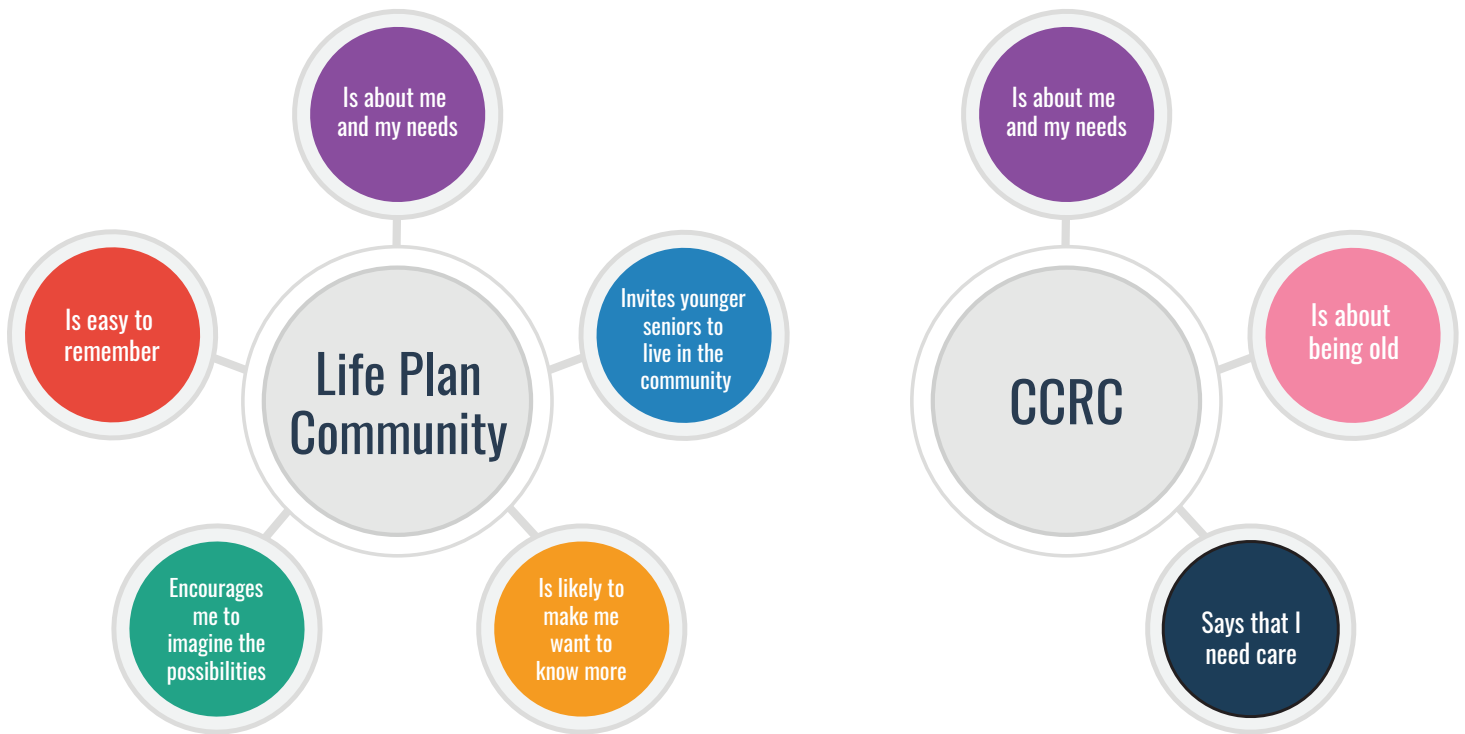 Is about me
and my needs
Is easy to
remember
Life Plan
Community
Invites younger
seniors to
live in the
community
Encourages
me to
imagine the
possibilities
Is likely to
make me
want to
know more
Is about me
and my needs
CCRC
Is about
being old
Says that I
need care